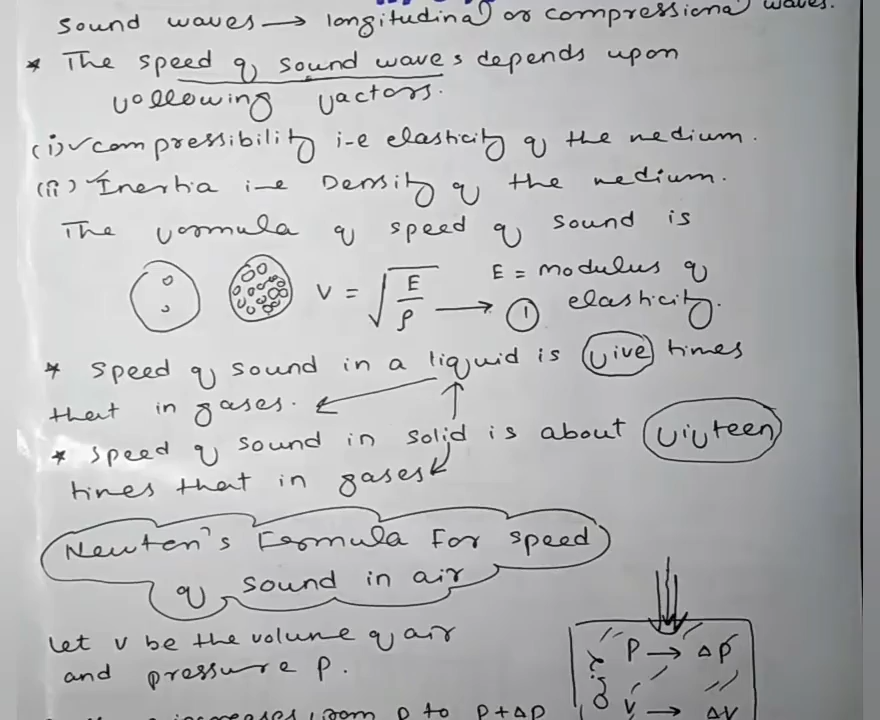 Sound waves → longitudinal or compressional waves.
* The speed of sound waves depends upon
following factors.
(i) ✓compressibility i-e elasticity of the medium.
(ii) ✓Inertia i-e Density of the medium.
The formula of speed of sound is
V = √(E/ρ) → ① E = modulus of
elasticity.
* speed of sound in a liquid is five times
that in gases.
* speed of sound in solid is about fifteen
times that in gases
Newton's Formula For speed
of sound in air
Let v be the volume of air
and pressure P.
P → ΔP
V → ΔV
increases from P to P+ΔP